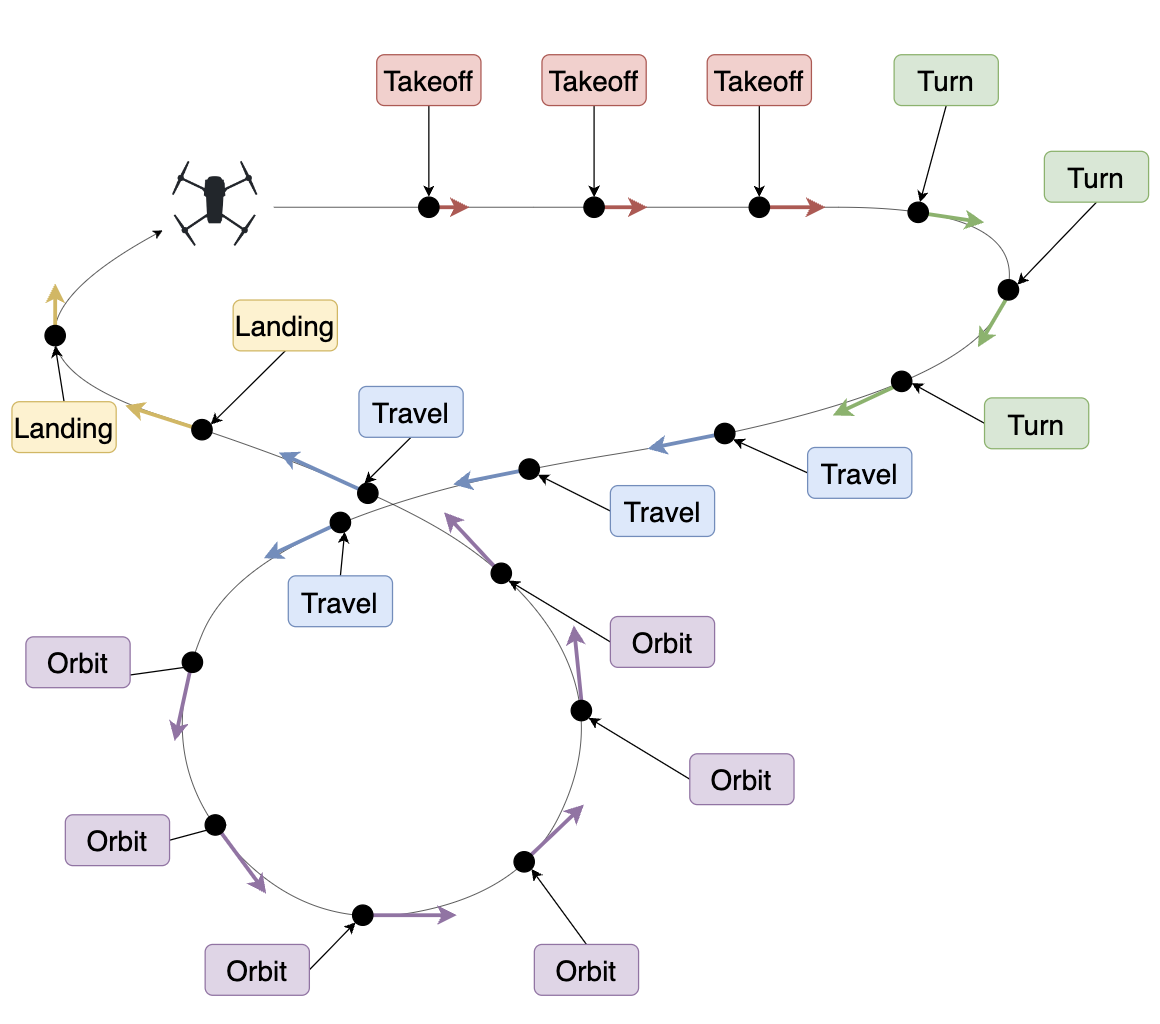 Takeoff
Takeoff
Takeoff
Turn
Turn
Landing
Travel
Landing
Turn
Travel
Travel
Travel
Orbit
Orbit
Orbit
Orbit
Orbit
Orbit